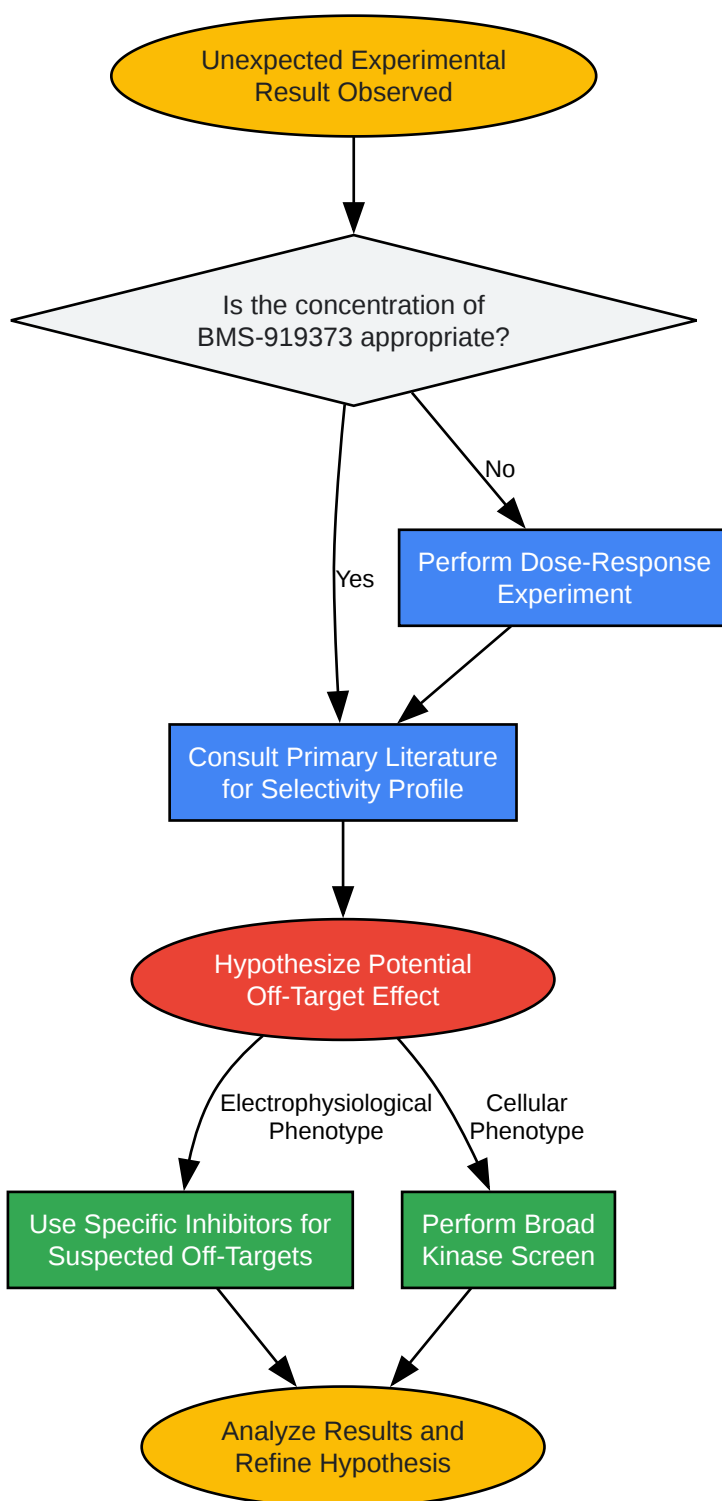 Unexpected Experimental
Result Observed
Is the concentration of
BMS-919373 appropriate?
No
Perform Dose-Response
Experiment
Yes
Consult Primary Literature
for Selectivity Profile
Hypothesize Potential
Off-Target Effect
Electrophysiological
Phenotype
Cellular
Phenotype
Use Specific Inhibitors for
Suspected Off-Targets
Perform Broad
Kinase Screen
Analyze Results and
Refine Hypothesis